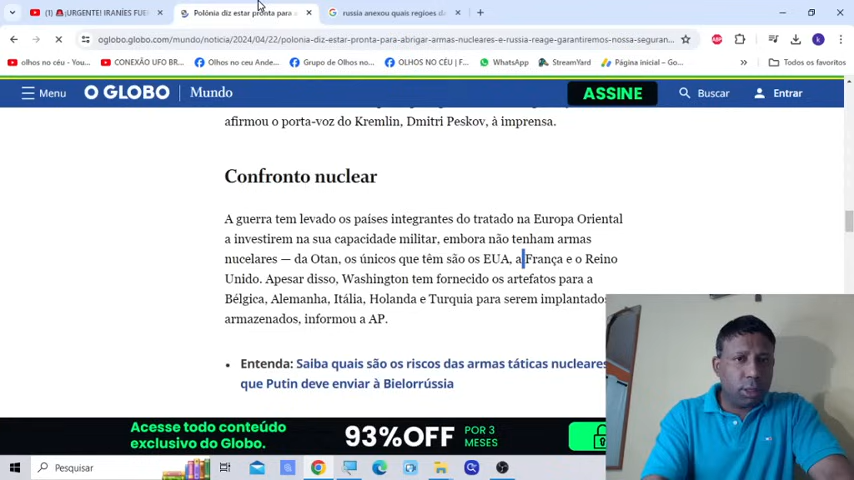 (1) 🚨¡URGENTE! IRANÍES FUE
Polónia diz estar pronta para a
russia anexou quais regioes d
oglobo.globo.com/mundo/noticia/2024/04/22/polonia-diz-estar-pronta-para-abrigar-armas-nucleares-e-russia-reage-garantiremos-nossa-seguran...
ABP
k
olhos no céu - You...
CONEXÃO UFO BR...
Olhos no ceu Ande...
Grupo de Olhos no...
OLHOS NO CÉU | F...
WhatsApp
StreamYard
Página inicial – Go...
Todos os favoritos
Menu
O GLOBO
Mundo
ASSINE
Buscar
Entrar
afirmou o porta-voz do Kremlin, Dmitri Peskov, à imprensa.
Confronto nuclear
A guerra tem levado os países integrantes do tratado na Europa Oriental
a investirem na sua capacidade militar, embora não tenham armas
nucelares — da Otan, os únicos que têm são os EUA, a França e o Reino
Unido. Apesar disso, Washington tem fornecido os artefatos para a
Bélgica, Alemanha, Itália, Holanda e Turquia para serem implantados
armazenados, informou a AP.
Entenda: Saiba quais são os riscos das armas táticas nucleares
que Putin deve enviar à Bielorrússia
Acesse todo conteúdo
exclusivo do Globo.
93%OFF
POR 3
MESES
Pesquisar